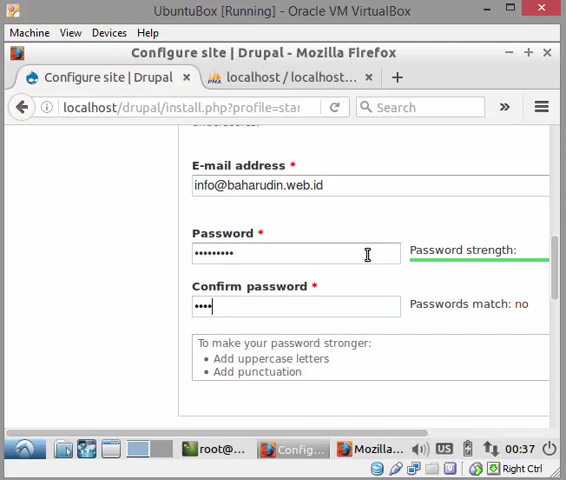 UbuntuBox [Running] - Oracle VM VirtualBox
Machine View Devices Help
Configure site | Drupal - Mozilla Firefox
Configure site | Drupal
localhost / localhost...
localhost/drupal/install.php?profile=star
Search
E-mail address *
info@baharudin.web.id
Password *
•••••••••
Password strength:
Confirm password *
••••
Passwords match: no
To make your password stronger:
• Add uppercase letters
• Add punctuation
root@...
Config...
Mozilla...
US
00:37
Right Ctrl